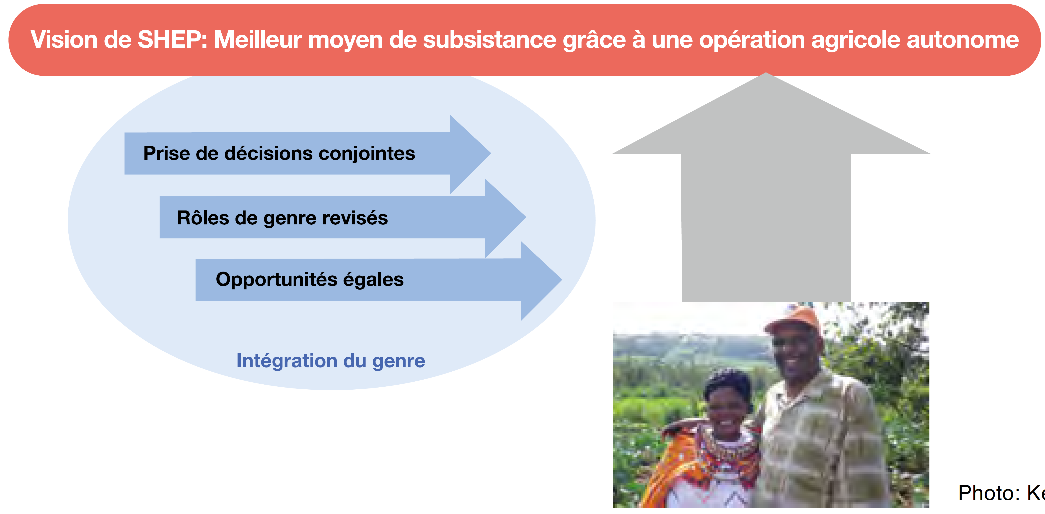 Vision de SHEP: Meilleur moyen de subsistance grâce à une opération agricole autonome
Prise de décisions conjointes
Rôles de genre revisés
Opportunités égales
Intégration du genre
Photo: